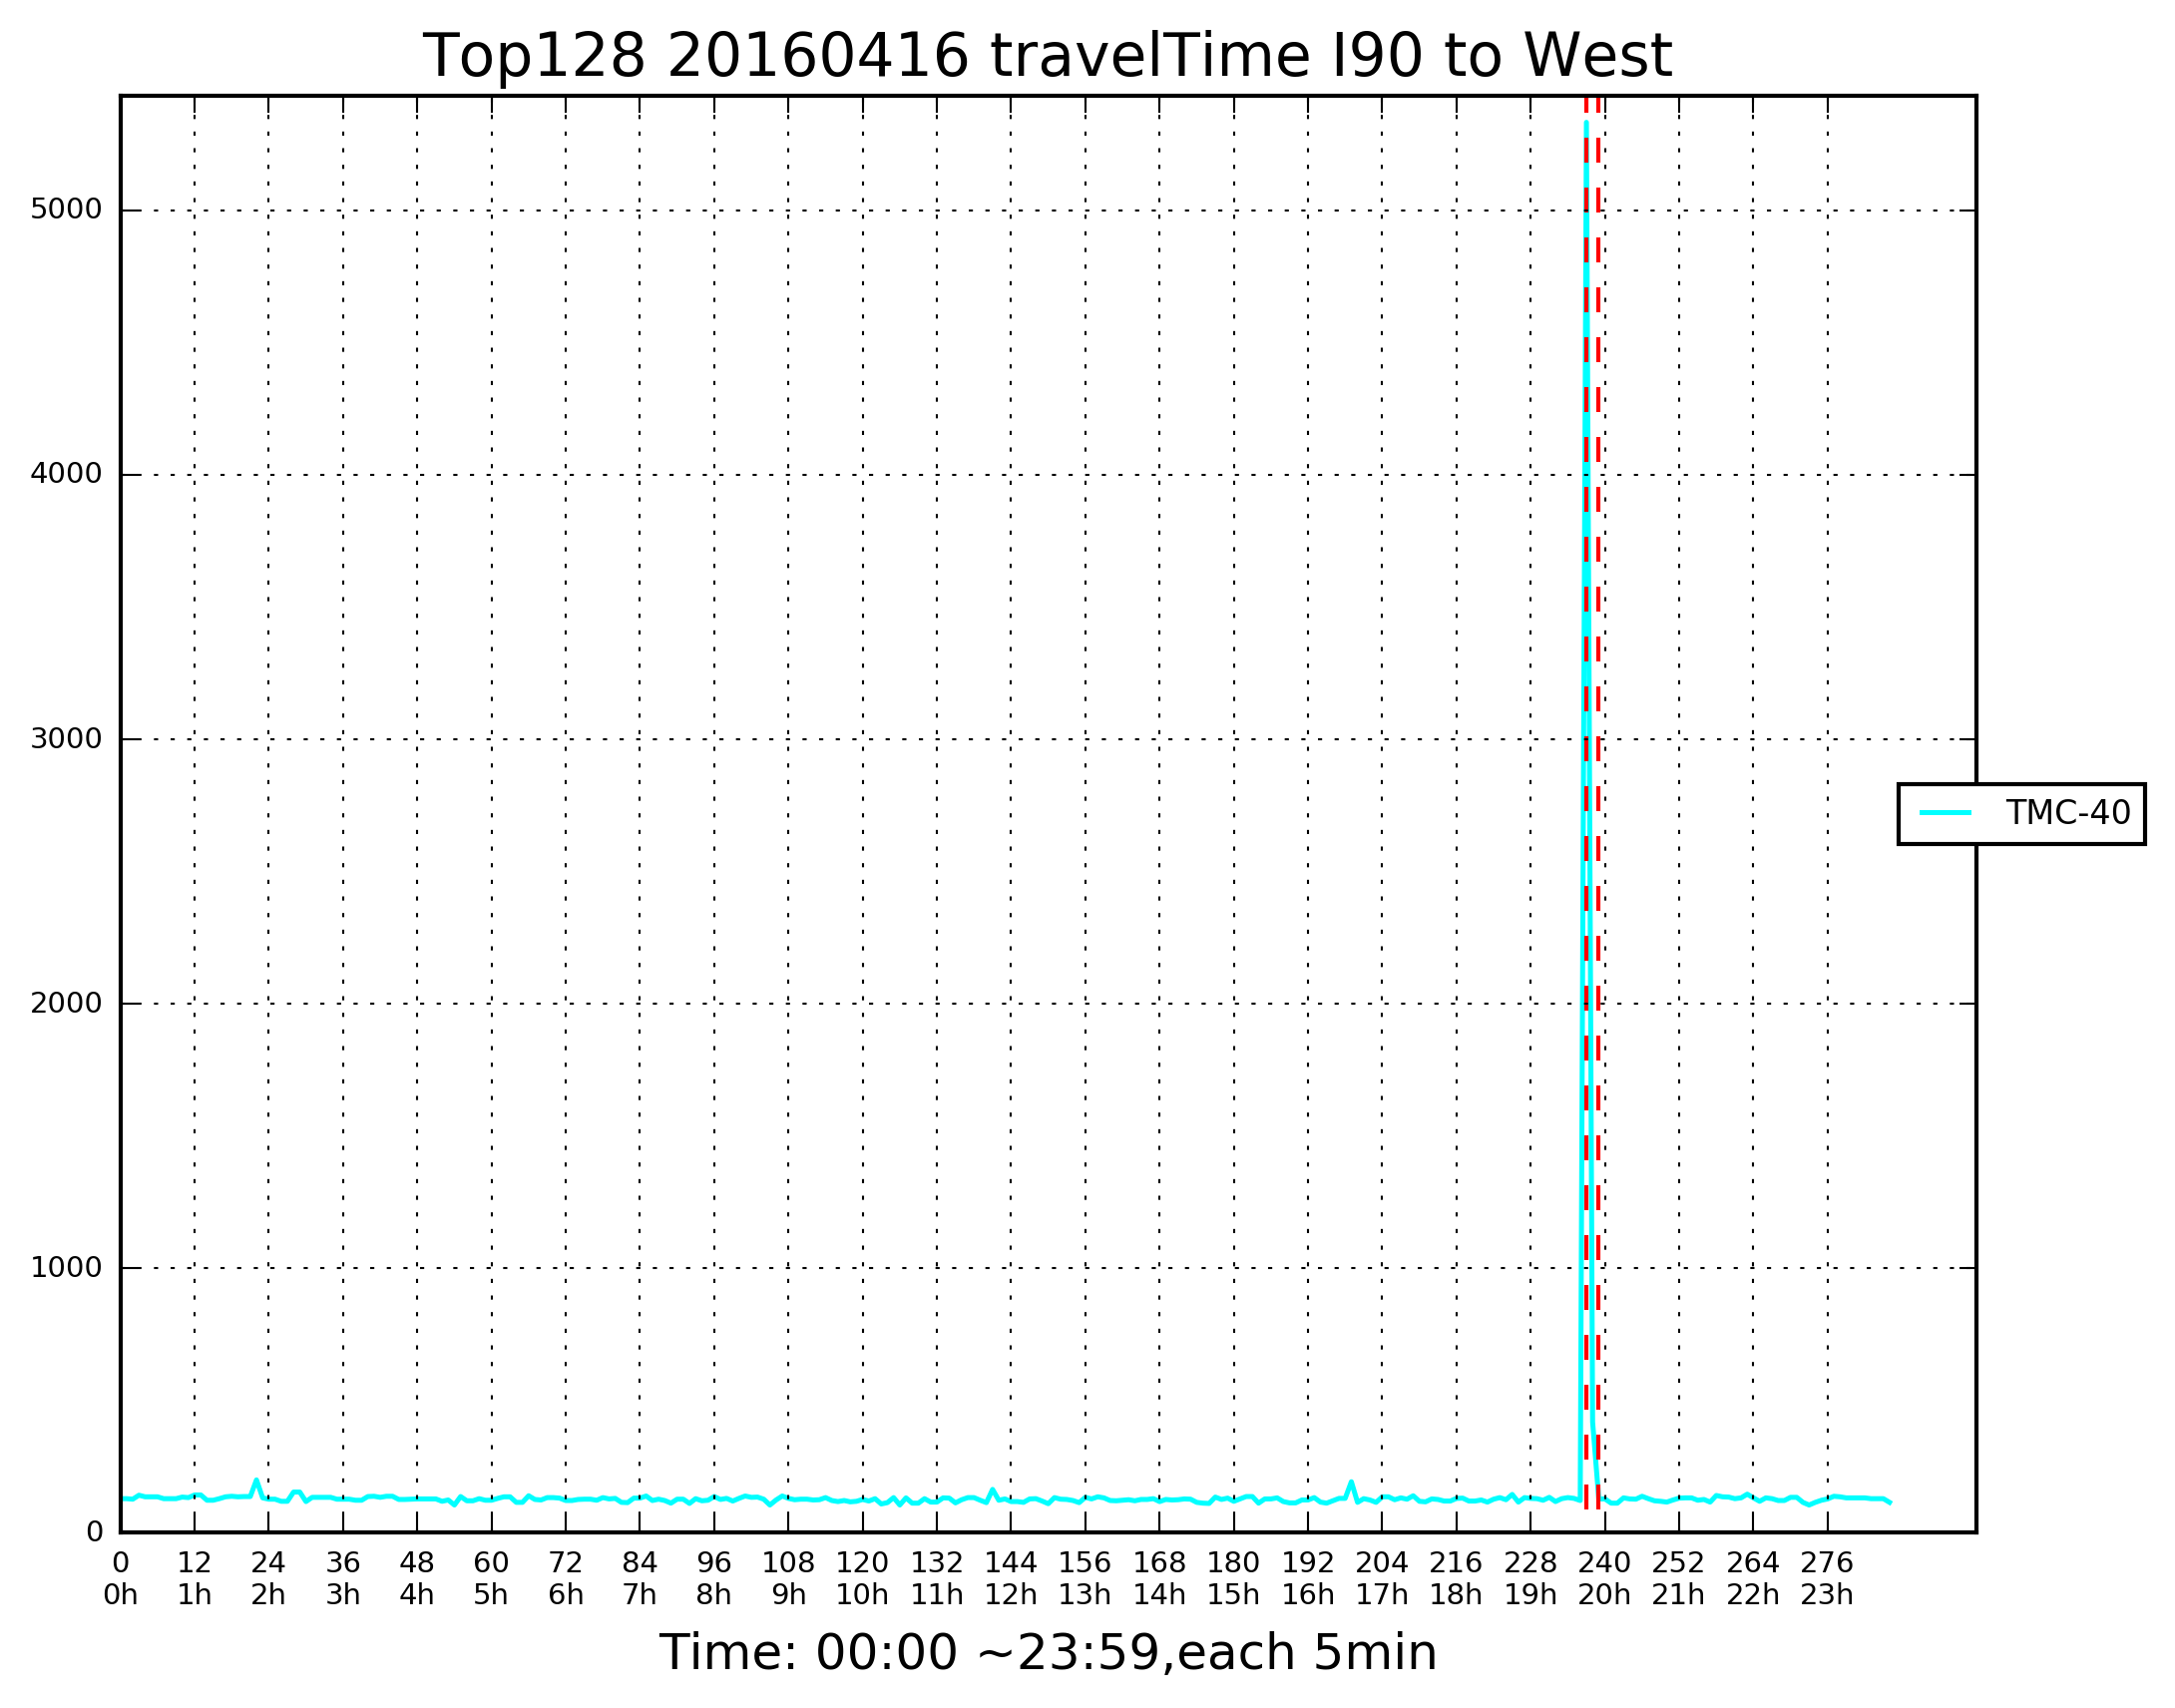 Top128 20160416 travelTime I90 to West
5000
4000
3000
2000
1000
0
TMC-40
0 12 24 36 48 60 72 84 96 108 120 132 144 156 168 180 192 204 216 228 240 252 264 276
0h 1h 2h 3h 4h 5h 6h 7h 8h 9h 10h 11h 12h 13h 14h 15h 16h 17h 18h 19h 20h 21h 22h 23h
Time: 00:00 ~23:59,each 5min